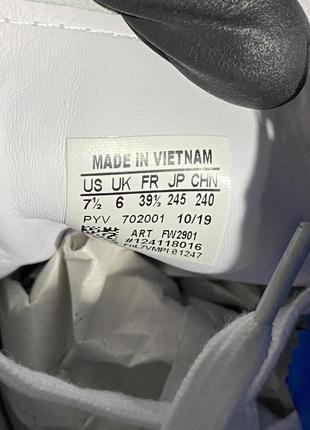 MADE IN VIETNAM
US UK FR JP CHN
7½ 6 39⅓ 245 240
PYV 702001 10/19
ART FW2901
#124118016